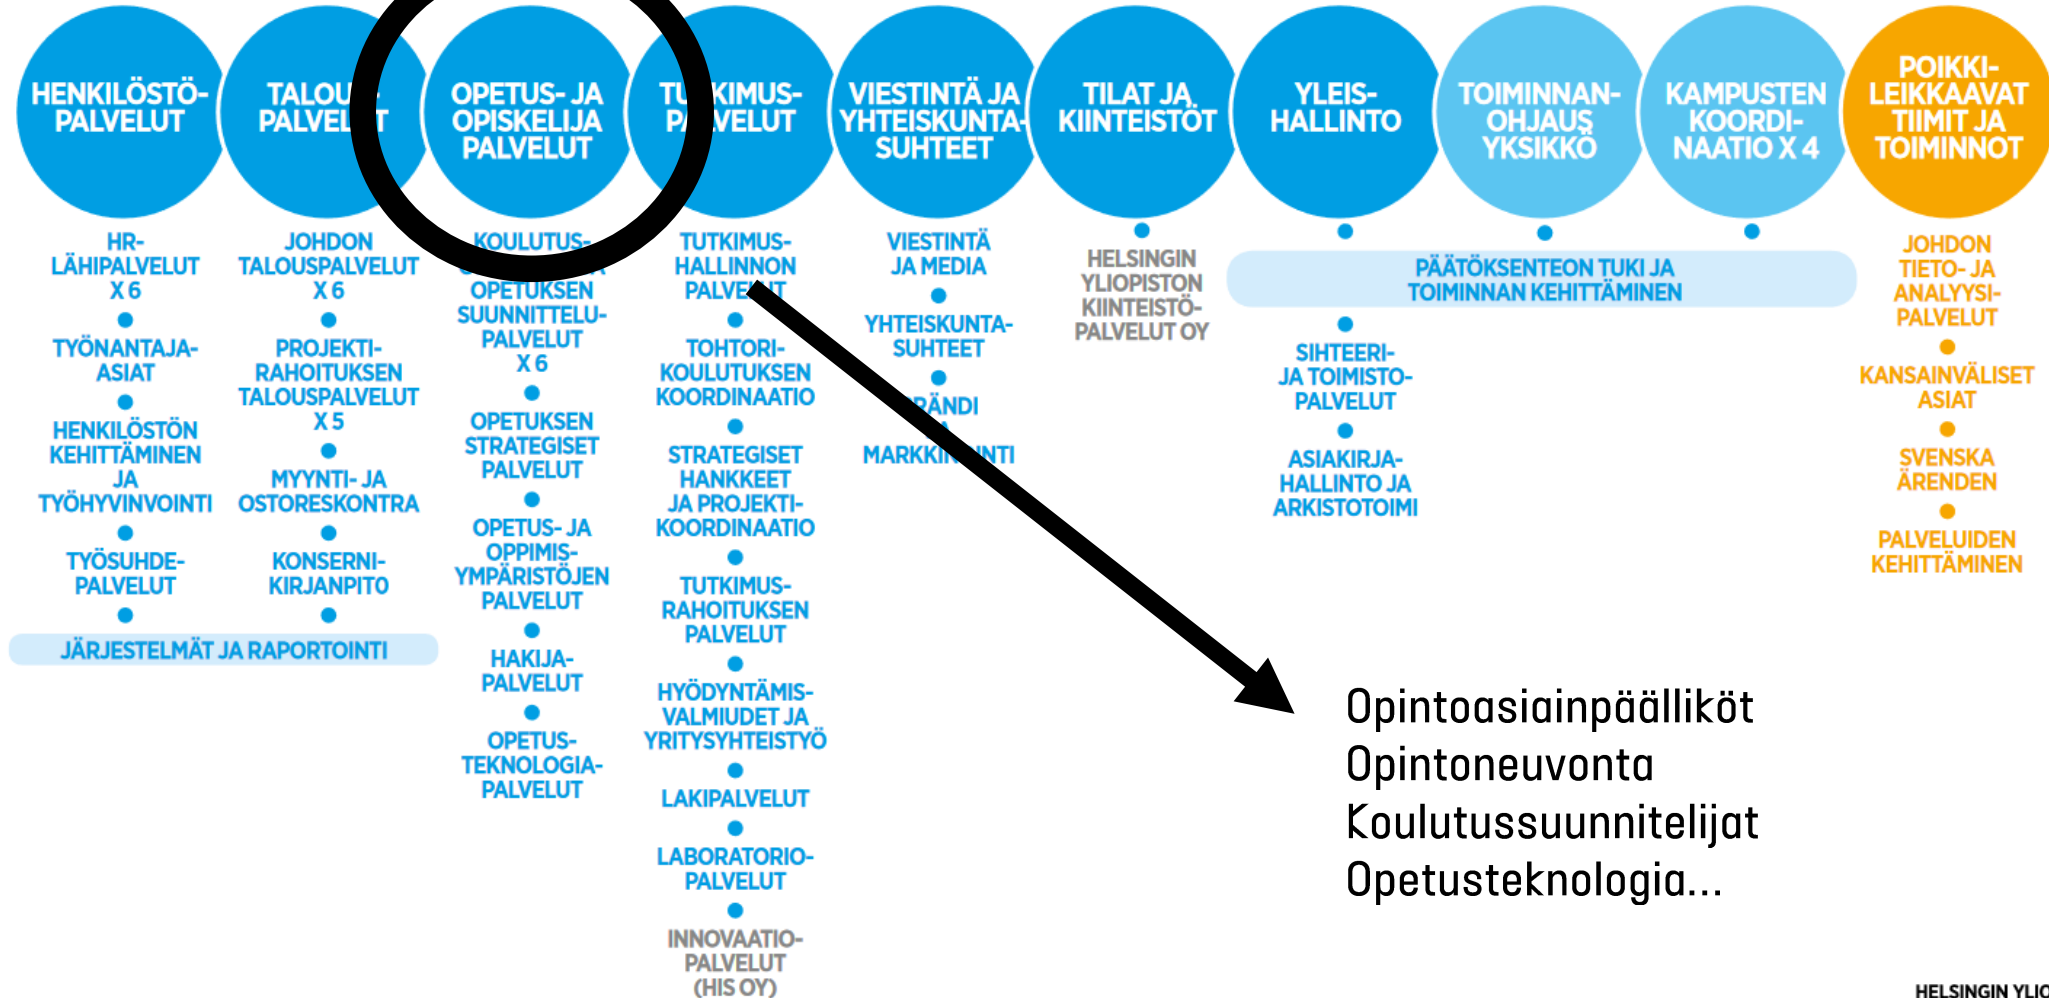 HENKILÖSTÖ-
PALVELUT
HR-
LÄHIPALVELUT
X 6
TYÖNANTAJA-
ASIAT
HENKILÖSTÖN
KEHITTÄMINEN
JA
TYÖHYVINVOINTI
TYÖSUHDE-
PALVELUT
PALVELUT
JOHDON
TALOUSPALVELUT
X 6
PROJEKTI-
RAHOITUKSEN
TALOUSPALVELUT
X 5
MYYNTI- JA
OSTORESKONTRA
KONSERNI-
KIRJANPITO
JÄRJESTELMÄT JA RAPORTOINTI
OPETUS- JA
OPISKELIJA
PALVELUT
KOULUTUS-
OPETUKSEN
SUUNNITTELU-
PALVELUT
X 6
OPETUKSEN
STRATEGISET
PALVELUT
OPETUS- JA
OPPIMIS-
YMPÄRISTÖJEN
PALVELUT
HAKIJA-
PALVELUT
OPETUS-
TEKNOLOGIA-
PALVELUT
TUTKIMUS-
PALVELUT
TUTKIMUS-
HALLINNON
PALVELUT
TOHTORI-
KOULUTUKSEN
KOORDINAATIO
STRATEGISET
HANKKEET
JA PROJEKTI-
KOORDINAATIO
TUTKIMUS-
RAHOITUKSEN
PALVELUT
HYÖDYNTÄMIS-
VALMIUDET JA
YRITYSYHTEISTYÖ
LAKIPALVELUT
LABORATORIO-
PALVELUT
INNOVAATIO-
PALVELUT
(HIS OY)
VIESTINTÄ JA
YHTEISKUNTA-
SUHTEET
VIESTINTÄ
JA MEDIA
YHTEISKUNTA-
SUHTEET
MARKKINOINTI
TILAT JA
KIINTEISTÖT
HELSINGIN
YLIOPISTON
KIINTEISTÖ-
PALVELUT OY
YLEIS-
HALLINTO
TOIMINNAN-
OHJAUS
YKSIKKÖ
KAMPUSTEN
KOORDI-
NAATIO X 4
PÄÄTÖKSENTEON TUKI JA
TOIMINNAN KEHITTÄMINEN
SIHTEERI-
JA TOIMISTO-
PALVELUT
ASIAKIRJA-
HALLINTO JA
ARKISTOTOIMI
POIKKI-
LEIKKAAVAT
TIIMIT JA
TOIMINNOT
JOHDON
TIETO- JA
ANALYYSI-
PALVELUT
KANSAINVÄLISET
ASIAT
SVENSKA
ÄRENDEN
PALVELUIDEN
KEHITTÄMINEN
Opintoasiainpäälliköt
Opintoneuvonta
Koulutussuunnitelijat
Opetusteknologia...
HELSINGIN YLIO